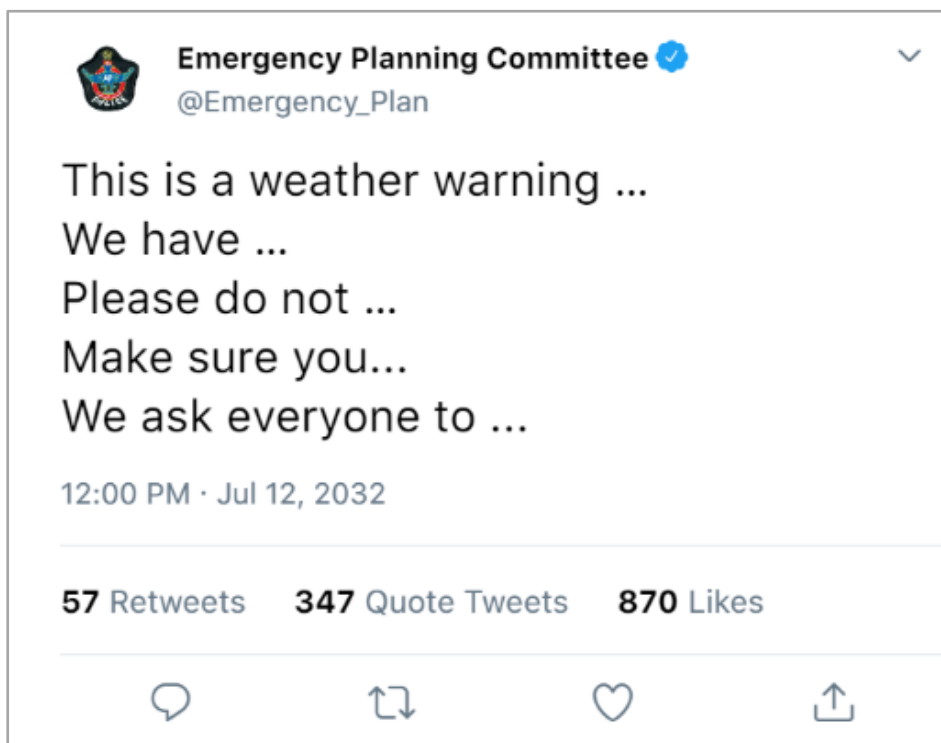 Emergency Planning Committee
@Emergency_Plan
This is a weather warning ...
We have ...
Please do not ...
Make sure you...
We ask everyone to ...
12:00 PM · Jul 12, 2032
57 Retweets 347 Quote Tweets 870 Likes